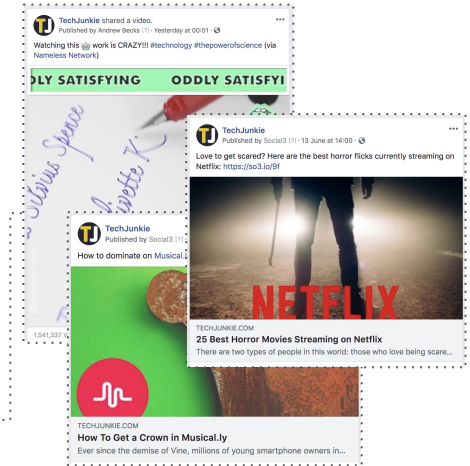 TechJunkie shared a video.
Published by Andrew Becks [?] · Yesterday at 00:51 ·
Watching this 🤖 work is CRAZY!!! #technology #thepowerofscience (via
Nameless Network)
DLY SATISFYING ODDLY SATISFYI
Silvius Spence
1,541,337 V
TechJunkie
Published by Social3 [?] · 13 June at 14:00 ·
Love to get scared? Here are the best horror flicks currently streaming on
Netflix: https://so3.io/9f
NETFLIX
TECHJUNKIE.COM
25 Best Horror Movies Streaming on Netflix
There are two types of people in this world: those who love being scare...
TechJunkie
Published by Social3 [?]
How to dominate on Musical.l
TECHJUNKIE.COM
How To Get a Crown in Musical.ly
Ever since the demise of Vine, millions of young smartphone owners in...